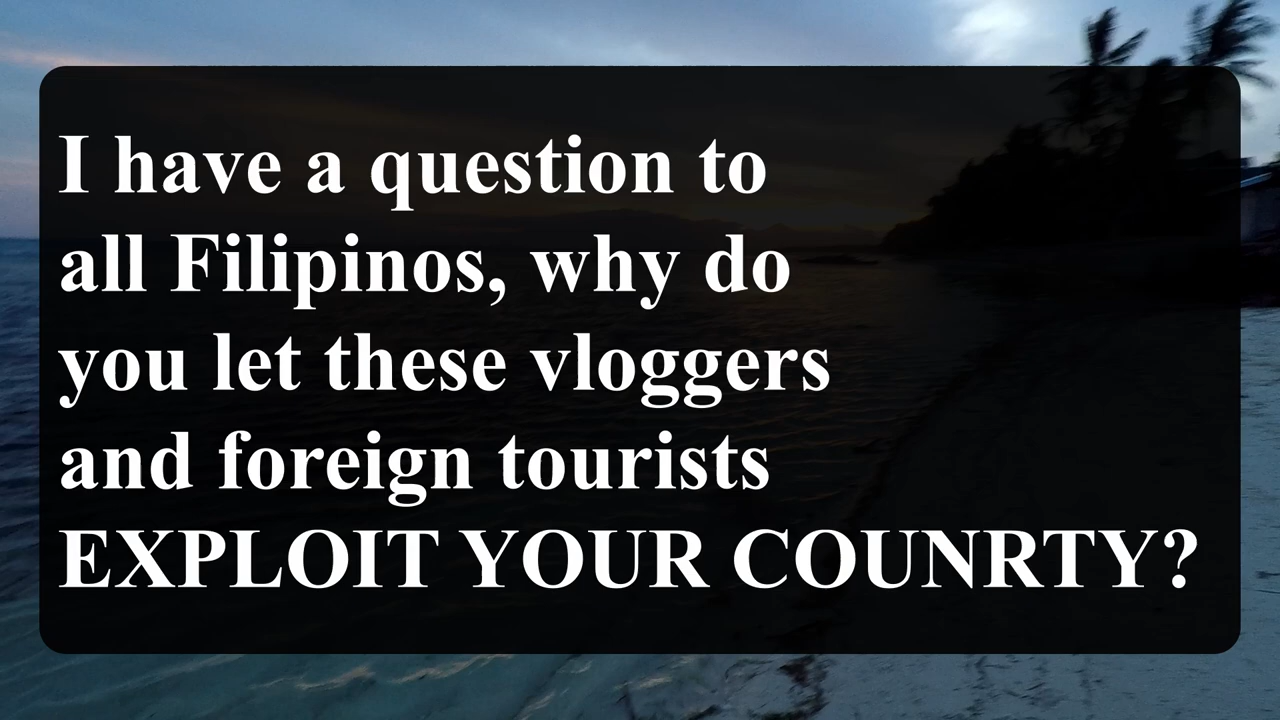 I have a question to
all Filipinos, why do
you let these vloggers
and foreign tourists
EXPLOIT YOUR COUNRTY?